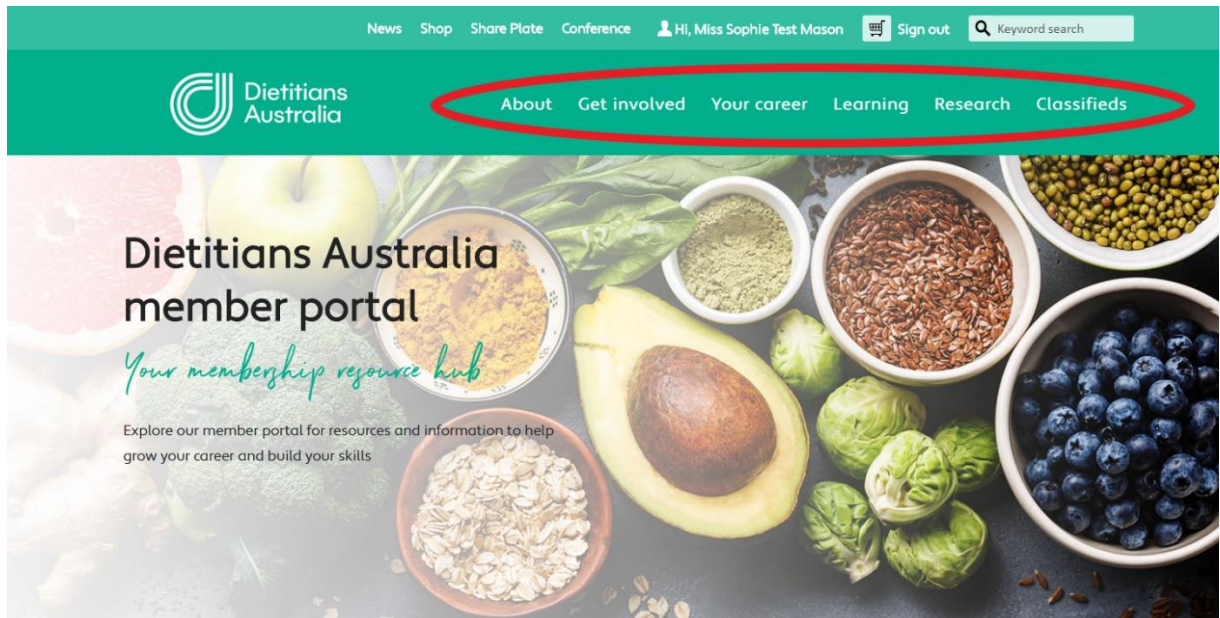 News Shop Share Plate Conference Hi, Miss Sophie Test Mason Sign out Keyword search
Dietitians
Australia
About Get involved Your career Learning Research Classifieds
Dietitians Australia
member portal
Your membership resource hub
Explore our member portal for resources and information to help
grow your career and build your skills